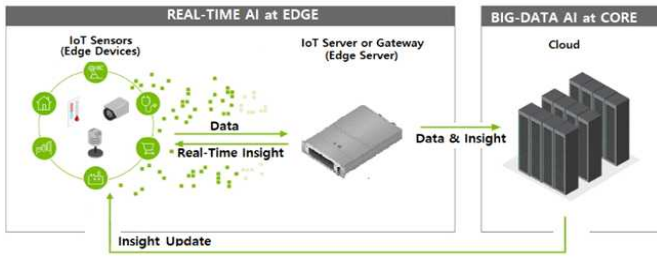 REAL-TIME AI at EDGE
BIG-DATA AI at CORE
IoT Sensors
(Edge Devices)
IoT Server or Gateway
(Edge Server)
Cloud
Data
Real-Time Insight
Data & Insight
Insight Update